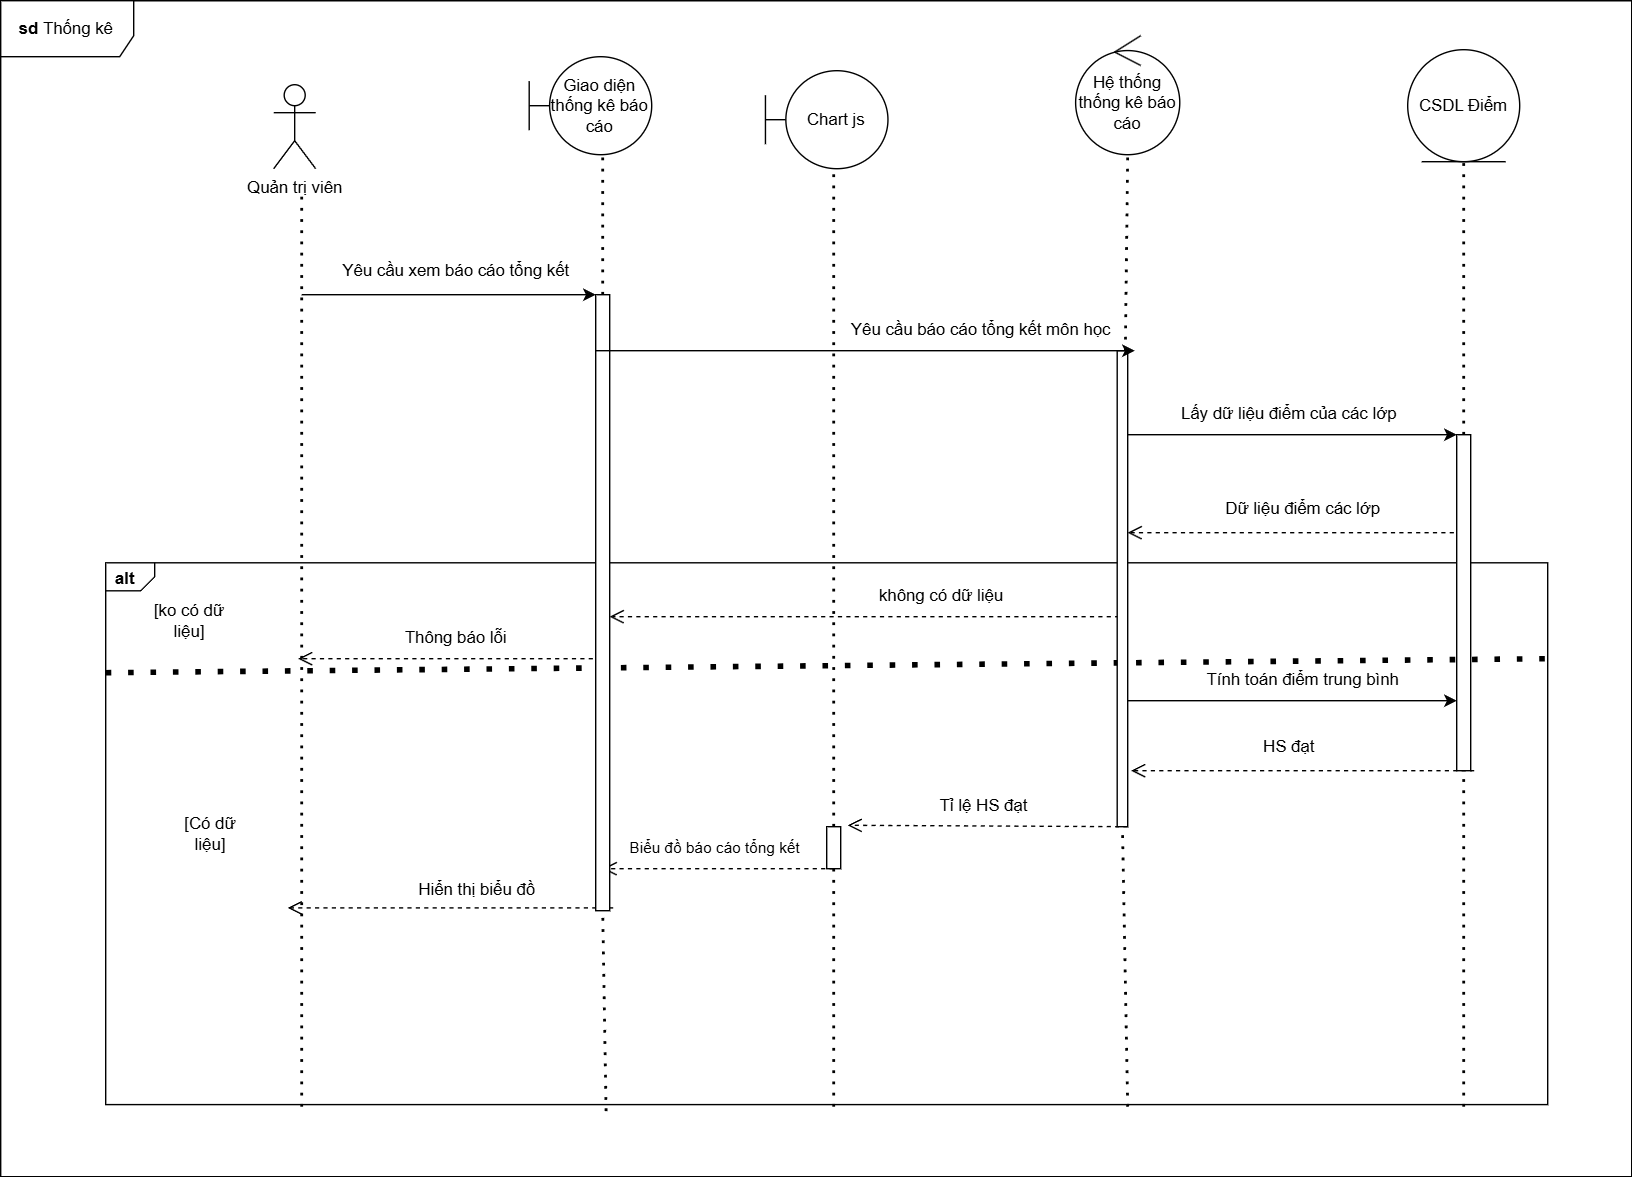 sd Thống kê
Giao diện
thống kê báo
cáo
Chart js
Hệ thống
thống kê báo
cáo
CSDL Điểm
Quản trị viên
Yêu cầu xem báo cáo tổng kết
Yêu cầu báo cáo tổng kết môn học
Lấy dữ liệu điểm của các lớp
Dữ liệu điểm các lớp
alt
[ko có dữ
liệu]
không có dữ liệu
Thông báo lỗi
Tính toán điểm trung bình
HS đạt
Tỉ lệ HS đạt
[Có dữ
liệu]
Biểu đồ báo cáo tổng kết
Hiển thị biểu đồ